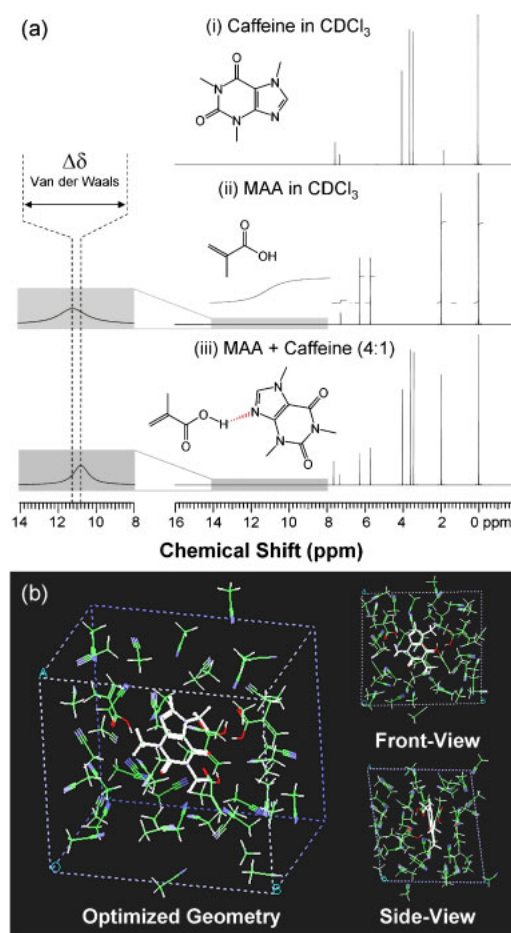 (a)
(i) Caffeine in CDCl3
O
N
N
N
N
O
Δδ
Van der Waals
(ii) MAA in CDCl3
O
OH
(iii) MAA + Caffeine (4:1)
O
H
O
N
N
O
N
N
O
14 12 10 8
16 14 12 10 8 6 4 2 0 ppm
Chemical Shift (ppm)
(b)
Front-View
Optimized Geometry
Side-View